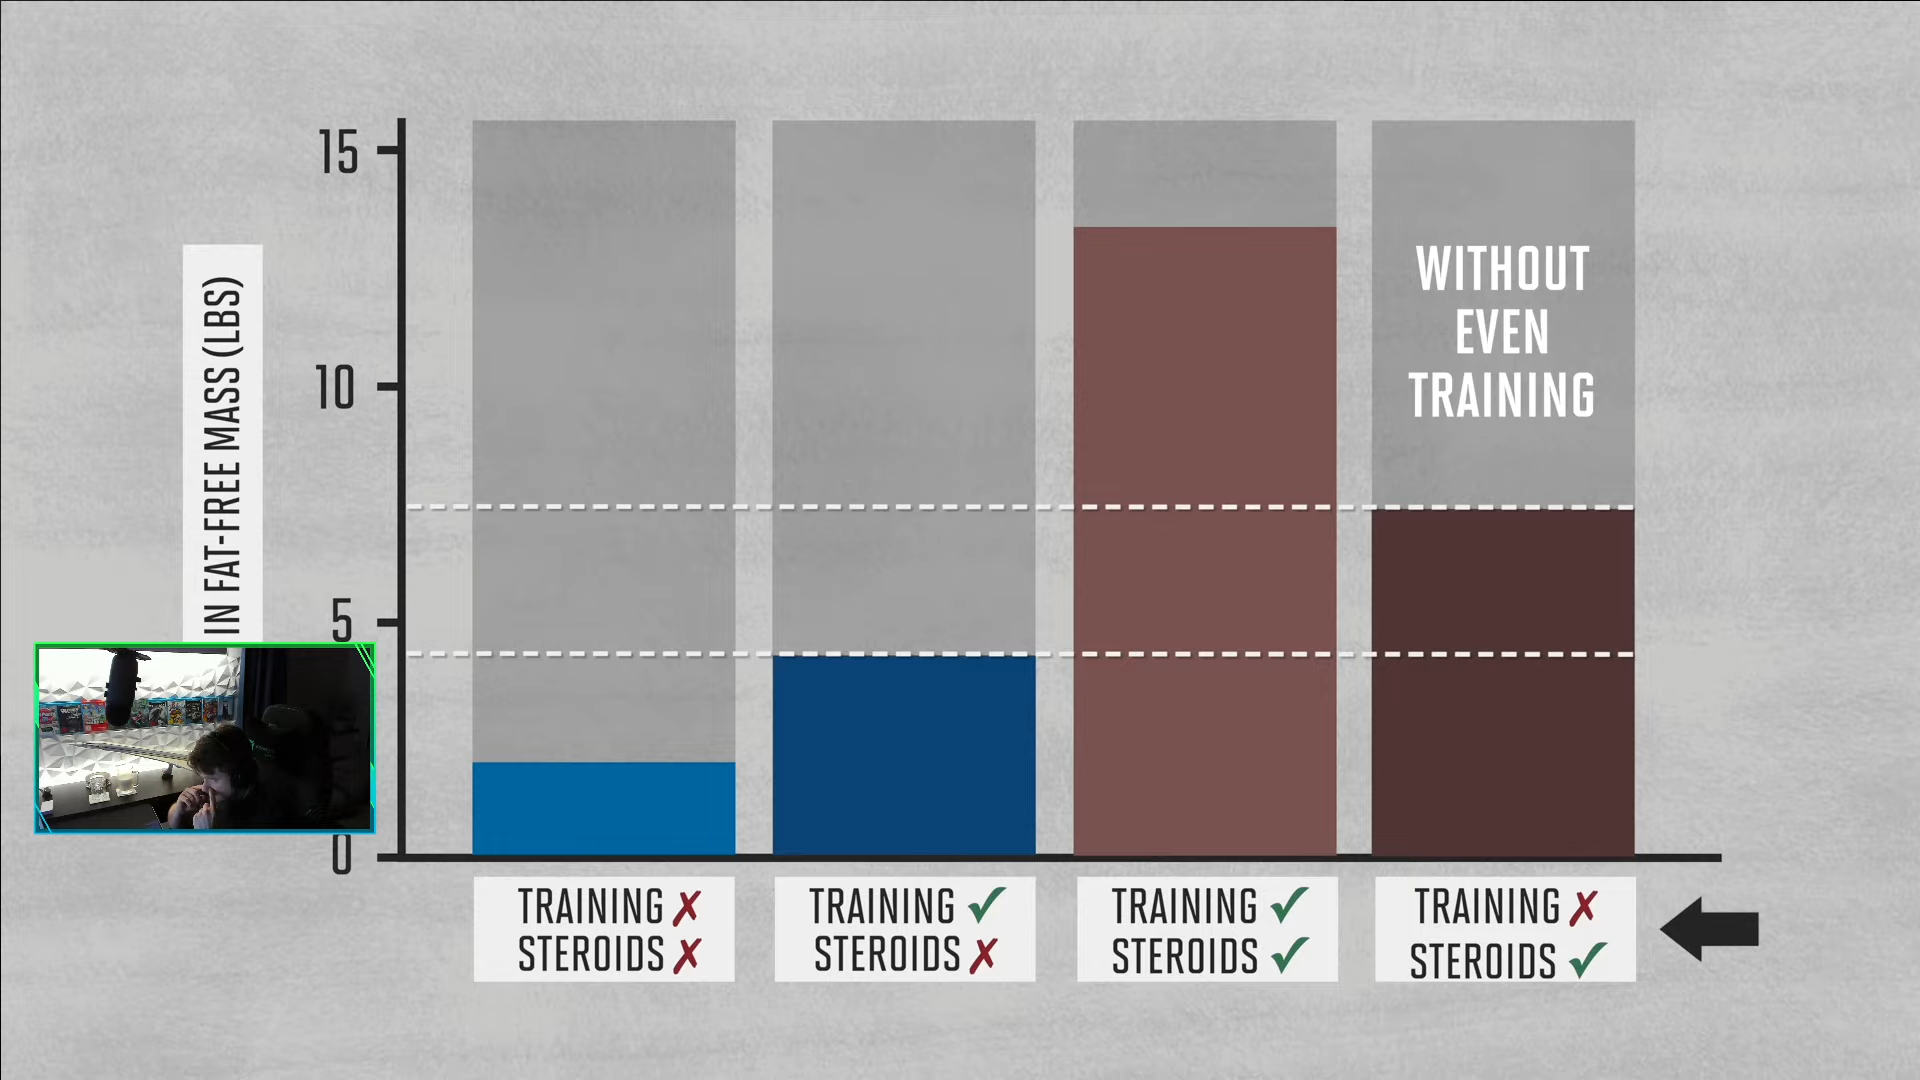 15
10
5
0
IN FAT-FREE MASS (LBS)
WITHOUT
EVEN
TRAINING
TRAINING ✗
STEROIDS ✗
TRAINING ✓
STEROIDS ✗
TRAINING ✓
STEROIDS ✓
TRAINING ✗
STEROIDS ✓